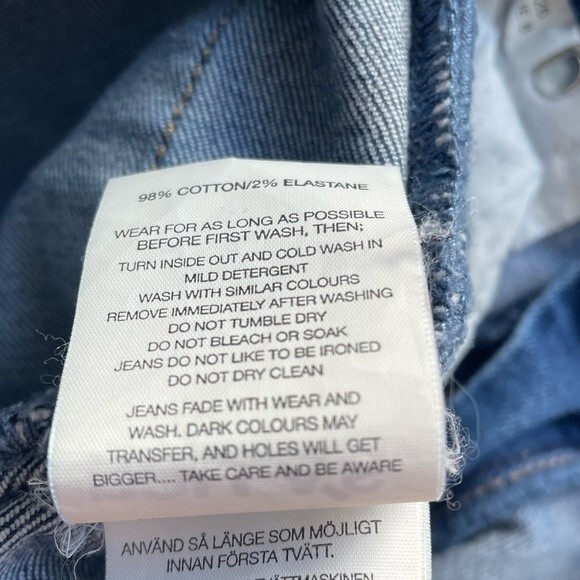 98% COTTON/2% ELASTANE
WEAR FOR AS LONG AS POSSIBLE
BEFORE FIRST WASH, THEN;
TURN INSIDE OUT AND COLD WASH IN
MILD DETERGENT
WASH WITH SIMILAR COLOURS
REMOVE IMMEDIATELY AFTER WASHING
DO NOT TUMBLE DRY
DO NOT BLEACH OR SOAK
JEANS DO NOT LIKE TO BE IRONED
DO NOT DRY CLEAN
JEANS FADE WITH WEAR AND
WASH. DARK COLOURS MAY
TRANSFER, AND HOLES WILL GET
BIGGER.... TAKE CARE AND BE AWARE
ANVÄND SÅ LÄNGE SOM MÖJLIGT
INNAN FÖRSTA TVÄTT.